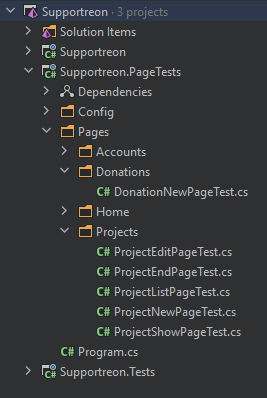 Supportreon · 3 projects
Solution Items
Supportreon
Supportreon.PageTests
Dependencies
Config
Pages
Accounts
Donations
C# DonationNewPageTest.cs
Home
Projects
C# ProjectEditPageTest.cs
C# ProjectEndPageTest.cs
C# ProjectListPageTest.cs
C# ProjectNewPageTest.cs
C# ProjectShowPageTest.cs
C# Program.cs
Supportreon.Tests